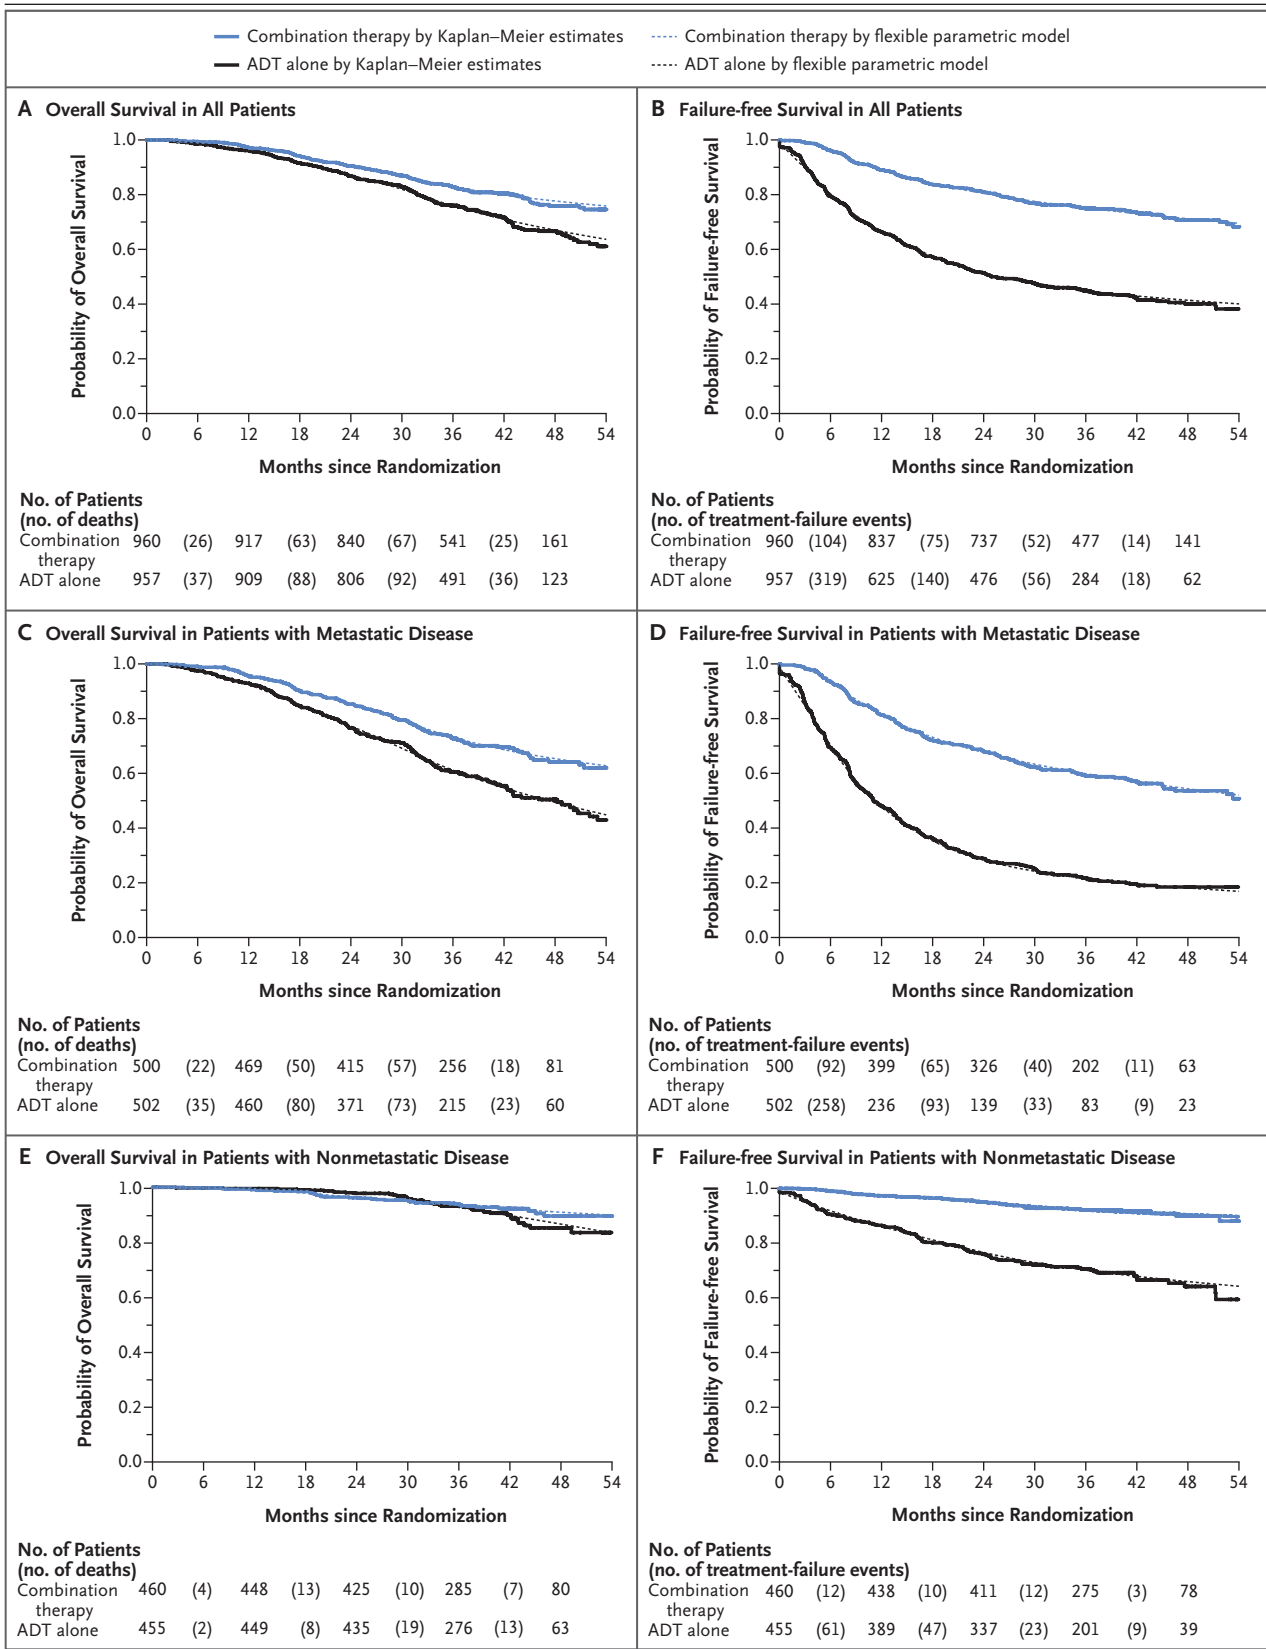 Combination therapy by Kaplan–Meier estimates
Combination therapy by flexible parametric model
ADT alone by Kaplan–Meier estimates
ADT alone by flexible parametric model
A Overall Survival in All Patients
Probability of Overall Survival
1.0
0.8
0.6
0.4
0.2
0.0
0 6 12 18 24 30 36 42 48 54
Months since Randomization
No. of Patients
(no. of deaths)
Combination 960 (26) 917 (63) 840 (67) 541 (25) 161
therapy
ADT alone 957 (37) 909 (88) 806 (92) 491 (36) 123
B Failure-free Survival in All Patients
Probability of Failure-free Survival
1.0
0.8
0.6
0.4
0.2
0.0
0 6 12 18 24 30 36 42 48 54
Months since Randomization
No. of Patients
(no. of treatment-failure events)
Combination 960 (104) 837 (75) 737 (52) 477 (14) 141
therapy
ADT alone 957 (319) 625 (140) 476 (56) 284 (18) 62
C Overall Survival in Patients with Metastatic Disease
Probability of Overall Survival
1.0
0.8
0.6
0.4
0.2
0.0
0 6 12 18 24 30 36 42 48 54
Months since Randomization
No. of Patients
(no. of deaths)
Combination 500 (22) 469 (50) 415 (57) 256 (18) 81
therapy
ADT alone 502 (35) 460 (80) 371 (73) 215 (23) 60
D Failure-free Survival in Patients with Metastatic Disease
Probability of Failure-free Survival
1.0
0.8
0.6
0.4
0.2
0.0
0 6 12 18 24 30 36 42 48 54
Months since Randomization
No. of Patients
(no. of treatment-failure events)
Combination 500 (92) 399 (65) 326 (40) 202 (11) 63
therapy
ADT alone 502 (258) 236 (93) 139 (33) 83 (9) 23
E Overall Survival in Patients with Nonmetastatic Disease
Probability of Overall Survival
1.0
0.8
0.6
0.4
0.2
0.0
0 6 12 18 24 30 36 42 48 54
Months since Randomization
No. of Patients
(no. of deaths)
Combination 460 (4) 448 (13) 425 (10) 285 (7) 80
therapy
ADT alone 455 (2) 449 (8) 435 (19) 276 (13) 63
F Failure-free Survival in Patients with Nonmetastatic Disease
Probability of Failure-free Survival
1.0
0.8
0.6
0.4
0.2
0.0
0 6 12 18 24 30 36 42 48 54
Months since Randomization
No. of Patients
(no. of treatment-failure events)
Combination 460 (12) 438 (10) 411 (12) 275 (3) 78
therapy
ADT alone 455 (61) 389 (47) 337 (23) 201 (9) 39